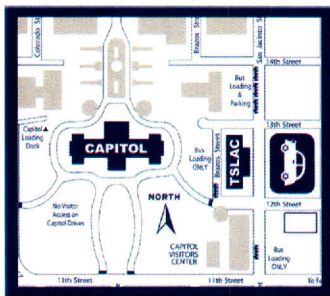 Colorado St
Brazos St
San Jacinto St
14th Street
Bus
Loading
&
Parking
13th Street
Capitol
Loading
Dock
CAPITOL
Bus
Loading
ONLY
Brazos Street
TSLAC
12th Street
No Visitor
Access on
Capitol Drives
NORTH
CAPITOL
VISITORS
CENTER
Bus
Loading
ONLY
11th Street
11th Street